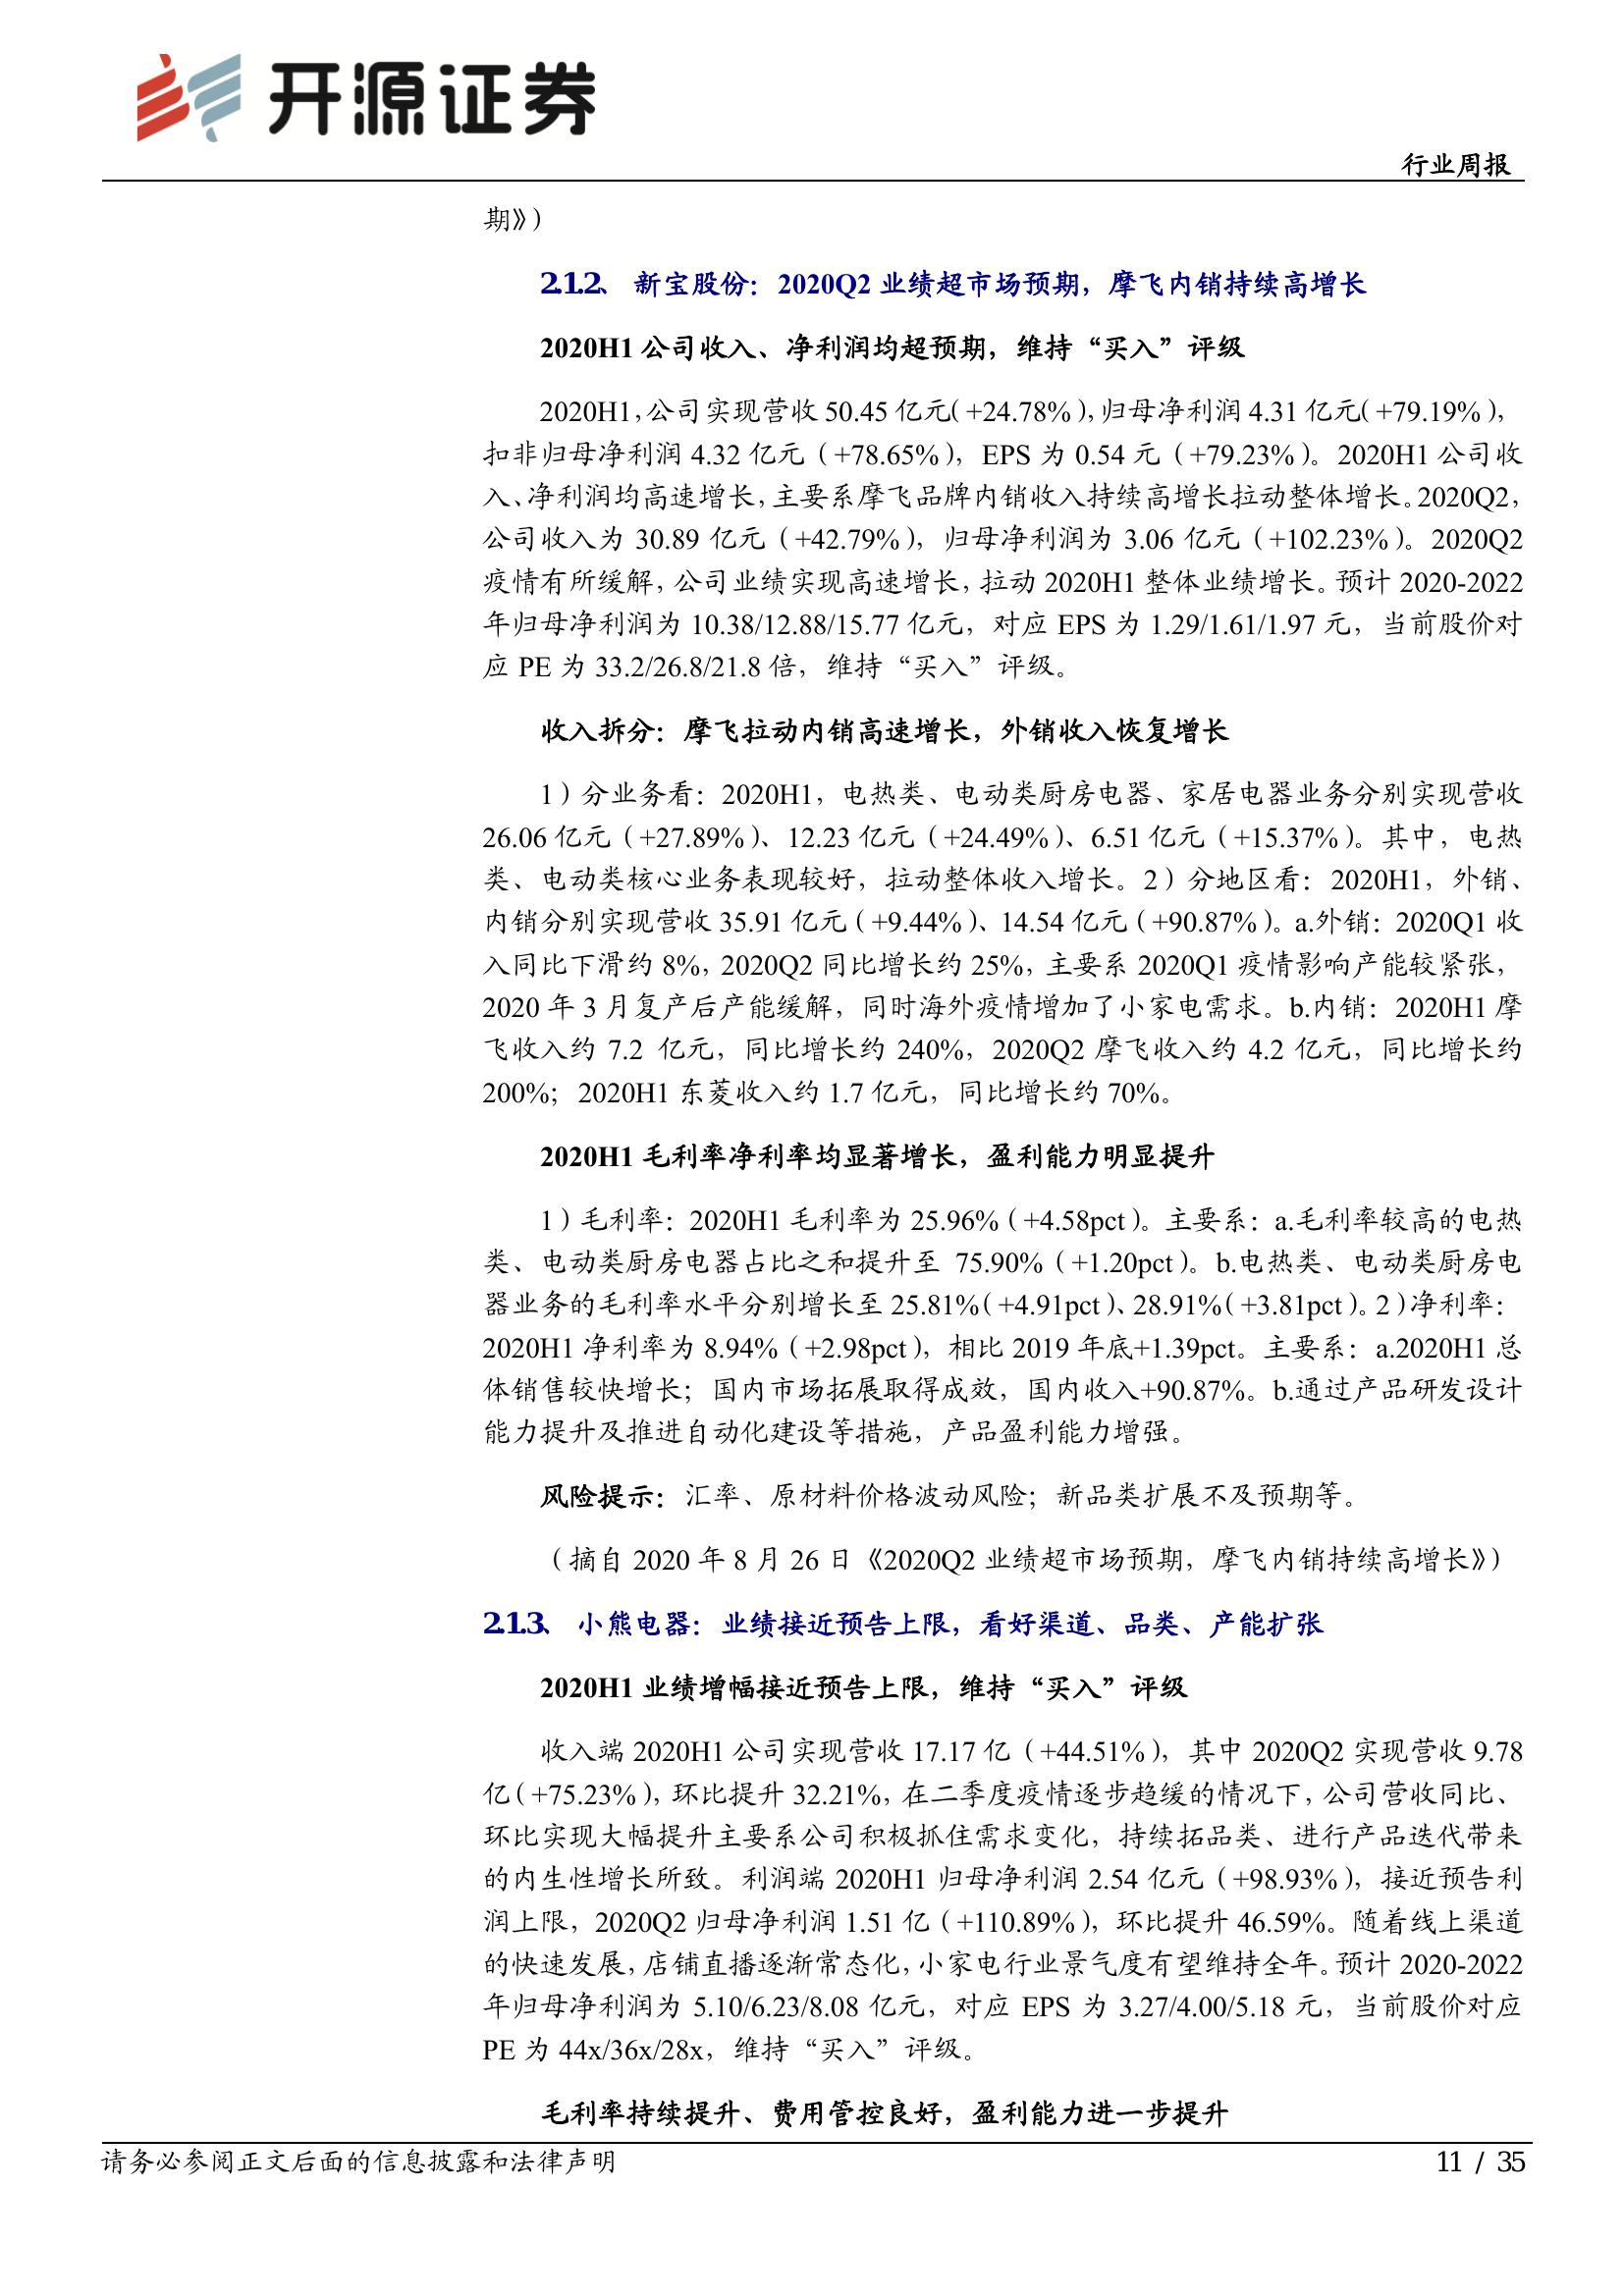 开源证券
行业周报
期》）
2.1.2、 新宝股份：2020Q2 业绩超市场预期，摩飞内销持续高增长
2020H1 公司收入、净利润均超预期，维持“买入”评级
2020H1，公司实现营收 50.45 亿元（+24.78%），归母净利润 4.31 亿元（+79.19%），
扣非归母净利润 4.32 亿元（+78.65%），EPS 为 0.54 元（+79.23%）。2020H1 公司收
入、净利润均高速增长，主要系摩飞品牌内销收入持续高增长拉动整体增长。2020Q2，
公司收入为 30.89 亿元（+42.79%），归母净利润为 3.06 亿元（+102.23%）。2020Q2
疫情有所缓解，公司业绩实现高速增长，拉动 2020H1 整体业绩增长。预计 2020-2022
年归母净利润为 10.38/12.88/15.77 亿元，对应 EPS 为 1.29/1.61/1.97 元，当前股价对
应 PE 为 33.2/26.8/21.8 倍，维持“买入”评级。
收入拆分：摩飞拉动内销高速增长，外销收入恢复增长
1）分业务看：2020H1，电热类、电动类厨房电器、家居电器业务分别实现营收
26.06 亿元（+27.89%）、12.23 亿元（+24.49%）、6.51 亿元（+15.37%）。其中，电热
类、电动类核心业务表现较好，拉动整体收入增长。2）分地区看：2020H1，外销、
内销分别实现营收 35.91 亿元（+9.44%）、14.54 亿元（+90.87%）。a.外销：2020Q1 收
入同比下滑约 8%，2020Q2 同比增长约 25%，主要系 2020Q1 疫情影响产能较紧张，
2020 年 3 月复产后产能缓解，同时海外疫情增加了小家电需求。b.内销：2020H1 摩
飞收入约 7.2 亿元，同比增长约 240%，2020Q2 摩飞收入约 4.2 亿元，同比增长约
200%；2020H1 东菱收入约 1.7 亿元，同比增长约 70%。
2020H1 毛利率净利率均显著增长，盈利能力明显提升
1）毛利率：2020H1 毛利率为 25.96%（+4.58pct）。主要系：a.毛利率较高的电热
类、电动类厨房电器占比之和提升至 75.90%（+1.20pct）。b.电热类、电动类厨房电
器业务的毛利率水平分别增长至 25.81%（+4.91pct）、28.91%（+3.81pct）。2）净利率：
2020H1 净利率为 8.94%（+2.98pct），相比 2019 年底+1.39pct。主要系：a.2020H1 总
体销售较快增长；国内市场拓展取得成效，国内收入+90.87%。b.通过产品研发设计
能力提升及推进自动化建设等措施，产品盈利能力增强。
风险提示：汇率、原材料价格波动风险；新品类扩展不及预期等。
（摘自 2020 年 8 月 26 日《2020Q2 业绩超市场预期，摩飞内销持续高增长》）
2.1.3、 小熊电器：业绩接近预告上限，看好渠道、品类、产能扩张
2020H1 业绩增幅接近预告上限，维持“买入”评级
收入端 2020H1 公司实现营收 17.17 亿（+44.51%），其中 2020Q2 实现营收 9.78
亿（+75.23%），环比提升 32.21%，在二季度疫情逐步趋缓的情况下，公司营收同比、
环比实现大幅提升主要系公司积极抓住需求变化，持续拓品类、进行产品迭代带来
的内生性增长所致。利润端 2020H1 归母净利润 2.54 亿元（+98.93%），接近预告利
润上限，2020Q2 归母净利润 1.51 亿（+110.89%），环比提升 46.59%。随着线上渠道
的快速发展，店铺直播逐渐常态化，小家电行业景气度有望维持全年。预计 2020-2022
年归母净利润为 5.10/6.23/8.08 亿元，对应 EPS 为 3.27/4.00/5.18 元，当前股价对应
PE 为 44x/36x/28x，维持“买入”评级。
毛利率持续提升、费用管控良好，盈利能力进一步提升
请务必参阅正文后面的信息披露和法律声明
11 / 35